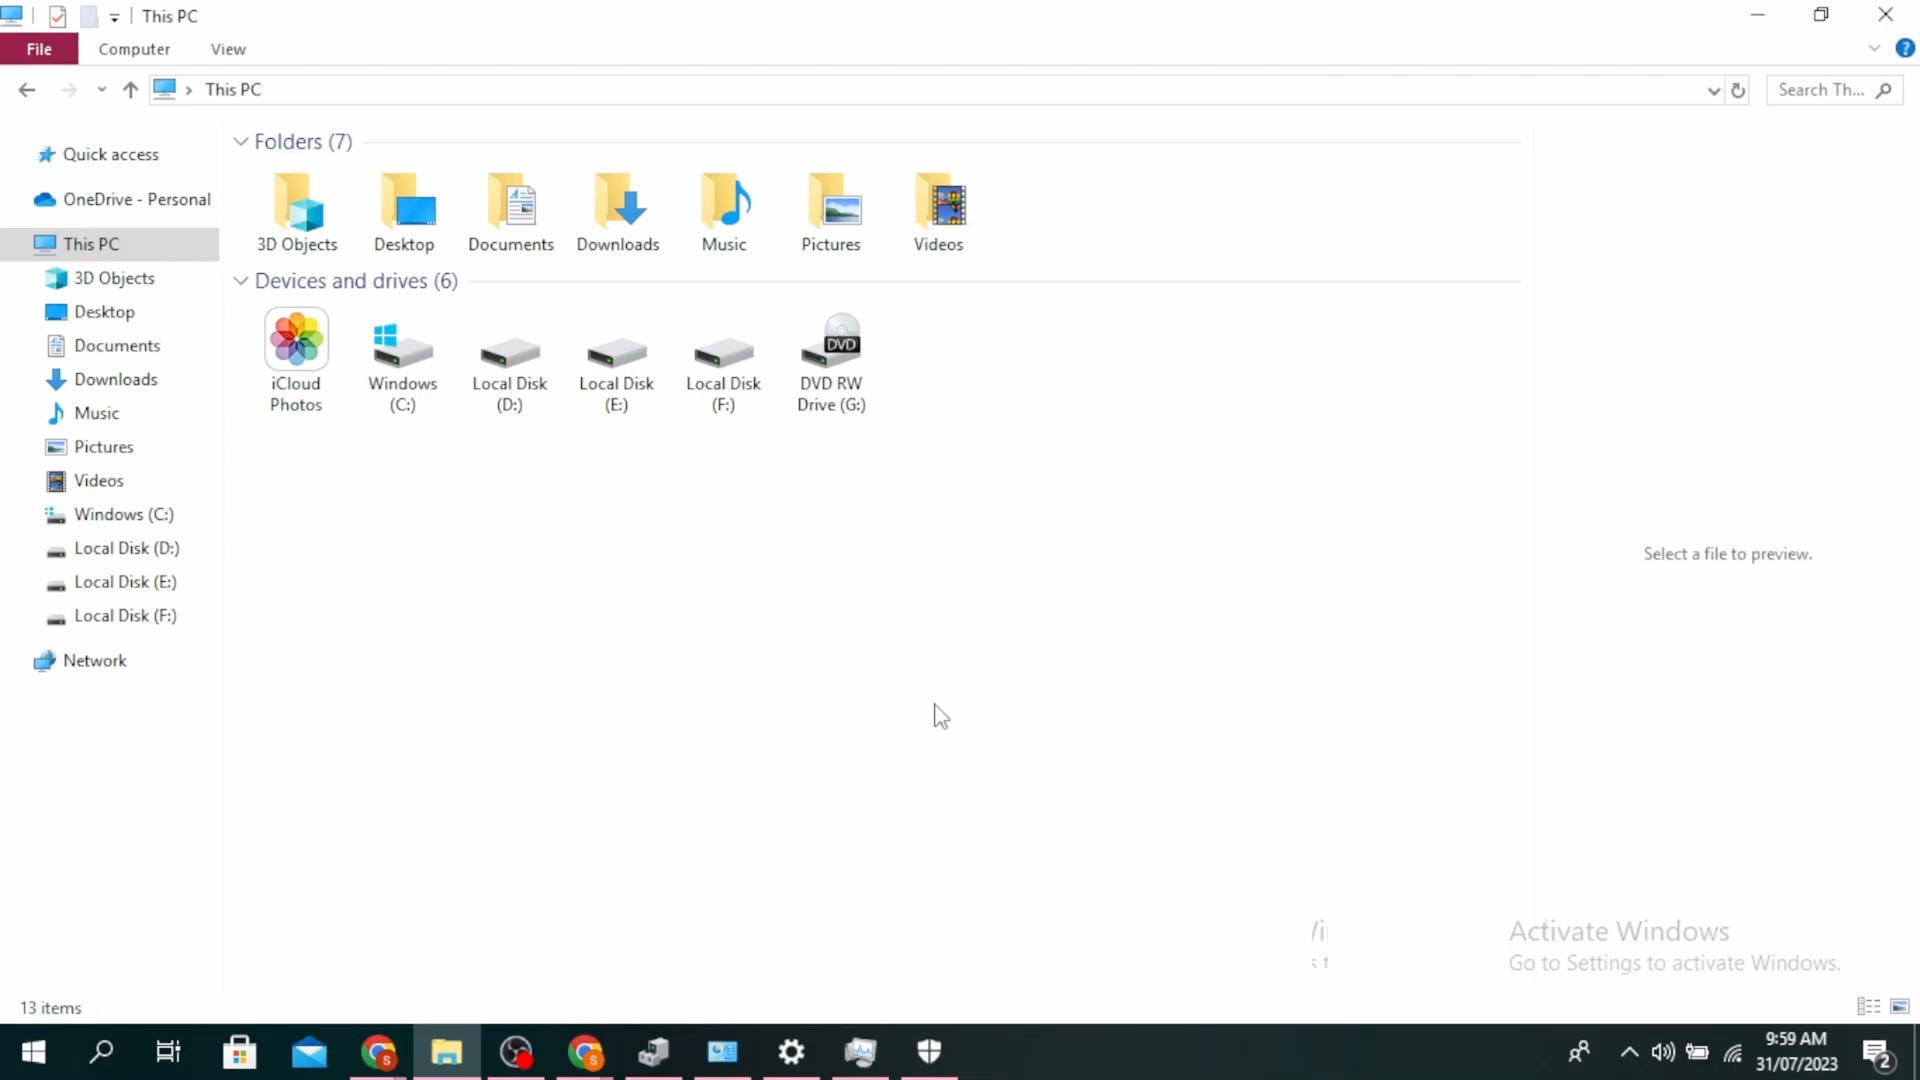 This PC
File Computer View
This PC
Search Th...
Quick access
OneDrive - Personal
This PC
3D Objects
Desktop
Documents
Downloads
Music
Pictures
Videos
Windows (C:)
Local Disk (D:)
Local Disk (E:)
Local Disk (F:)
Network
Folders (7)
3D Objects Desktop Documents Downloads Music Pictures Videos
Devices and drives (6)
iCloud Photos
Windows (C:)
Local Disk (D:)
Local Disk (E:)
Local Disk (F:)
DVD
DVD RW Drive (G:)
Select a file to preview.
Activate Windows
Go to Settings to activate Windows.
13 items
9:59 AM
31/07/2023
2